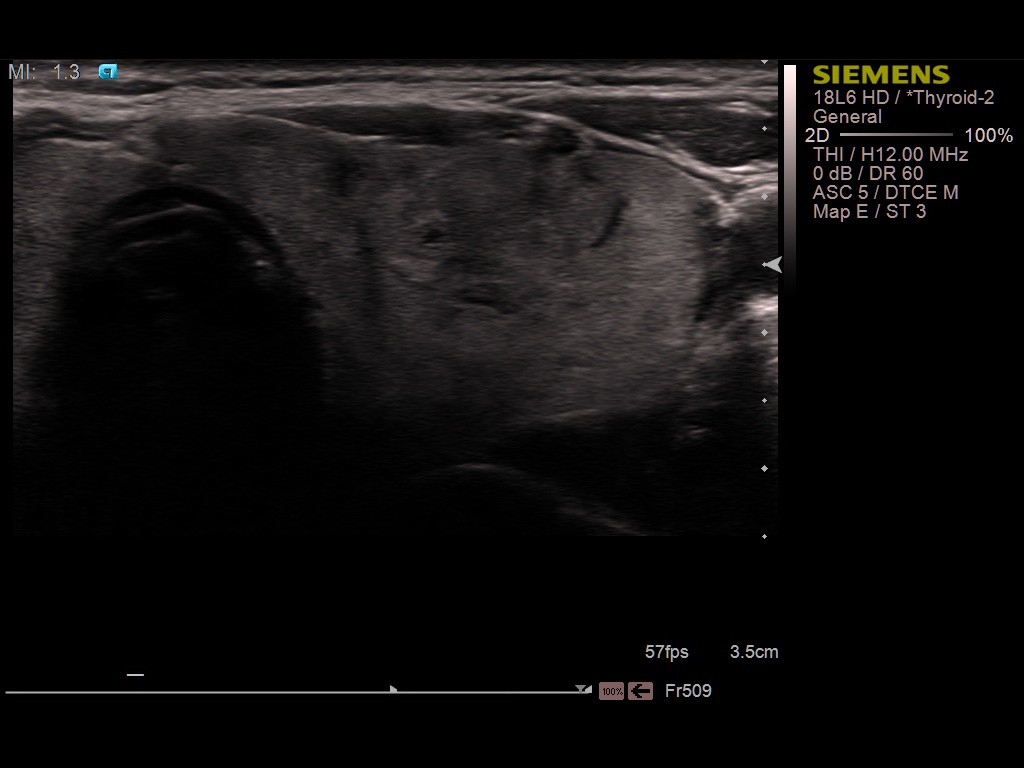 MI: 1.3
SIEMENS
18L6 HD / *Thyroid-2
General
2D 100%
THI / H12.00 MHz
0 dB / DR 60
ASC 5 / DTCE M
Map E / ST 3
57fps 3.5cm
100% Fr509